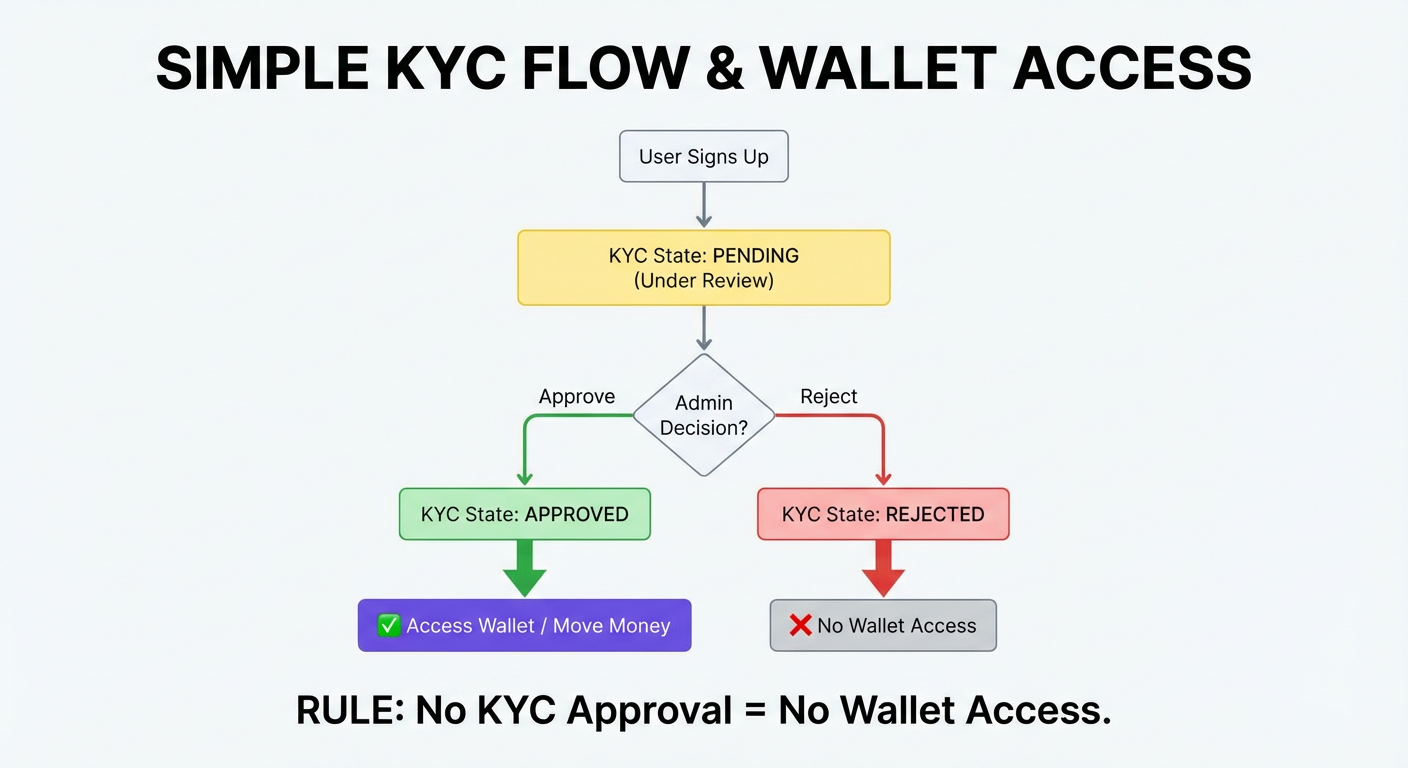 SIMPLE KYC FLOW & WALLET ACCESS
User Signs Up
KYC State: PENDING
(Under Review)
Admin
Decision?
Approve
Reject
KYC State: APPROVED
KYC State: REJECTED
✅ Access Wallet / Move Money
❌ No Wallet Access
RULE: No KYC Approval = No Wallet Access.